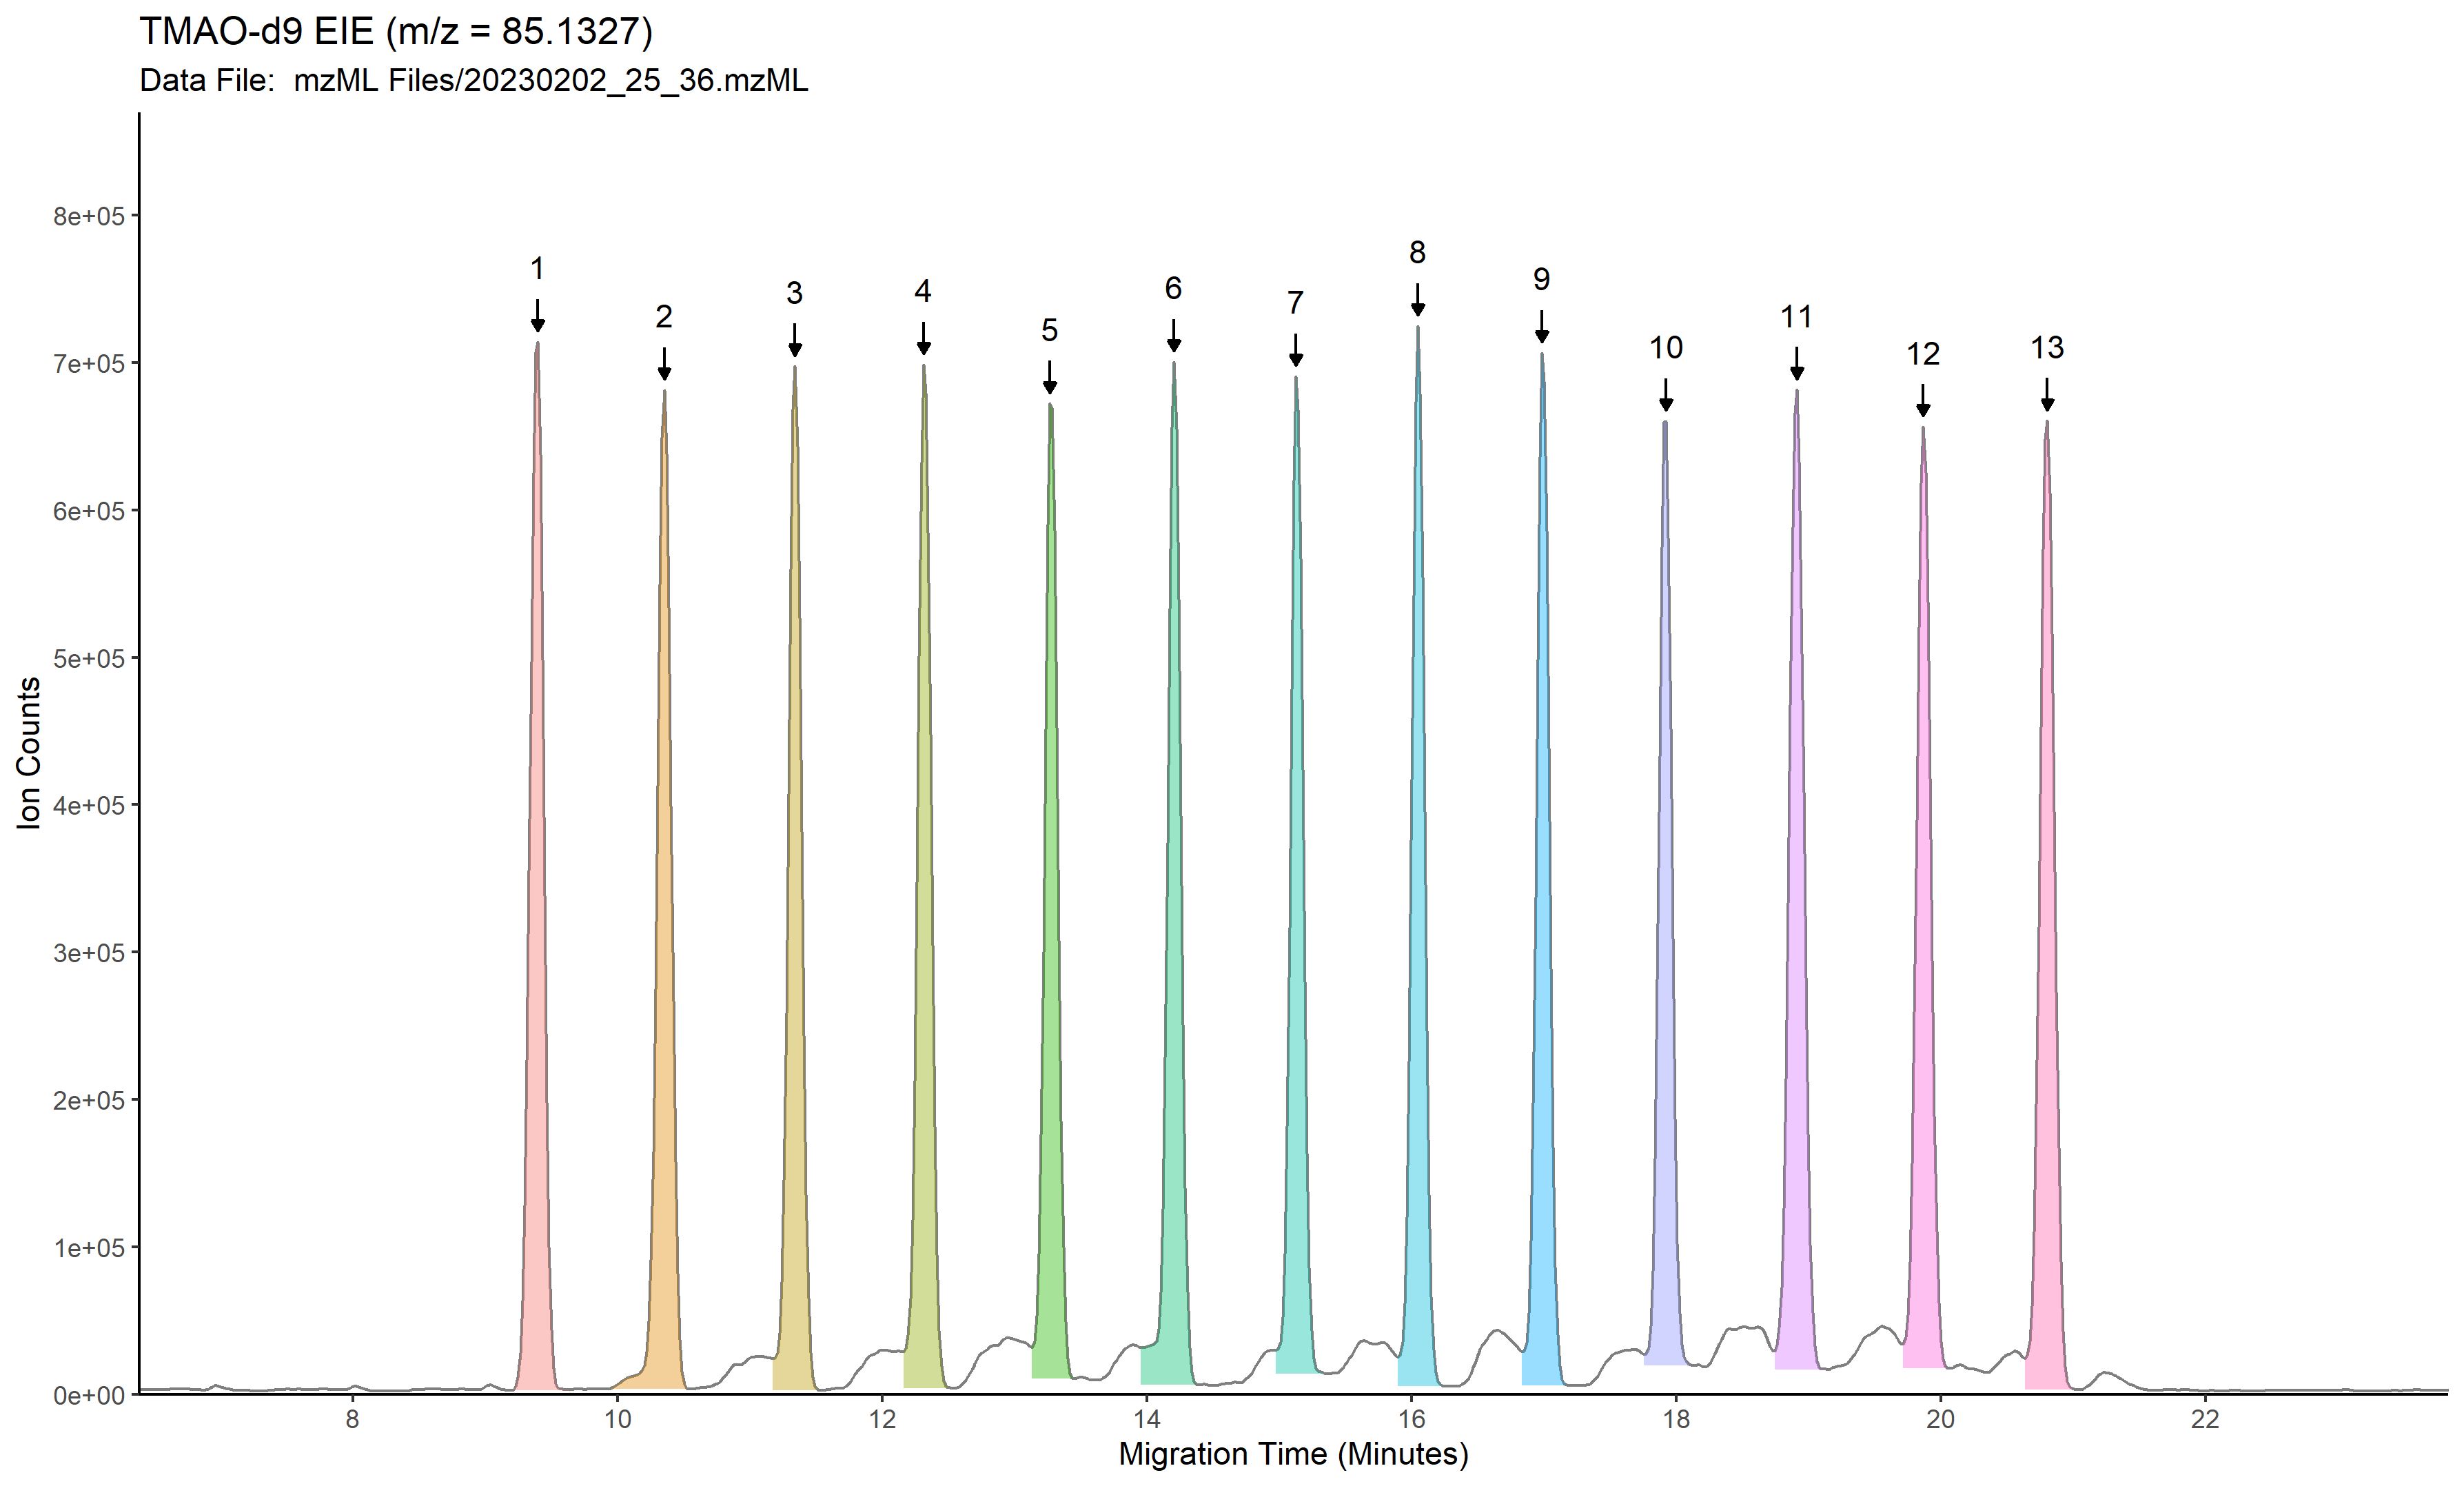 TMAO-d9 EIE (m/z = 85.1327)
Data File:  mzML Files/20230202_25_36.mzML
Ion Counts
8e+05
7e+05
6e+05
5e+05
4e+05
3e+05
2e+05
1e+05
0e+00
1
2
3
4
5
6
7
8
9
10
11
12
13
8
10
12
14
16
18
20
22
Migration Time (Minutes)